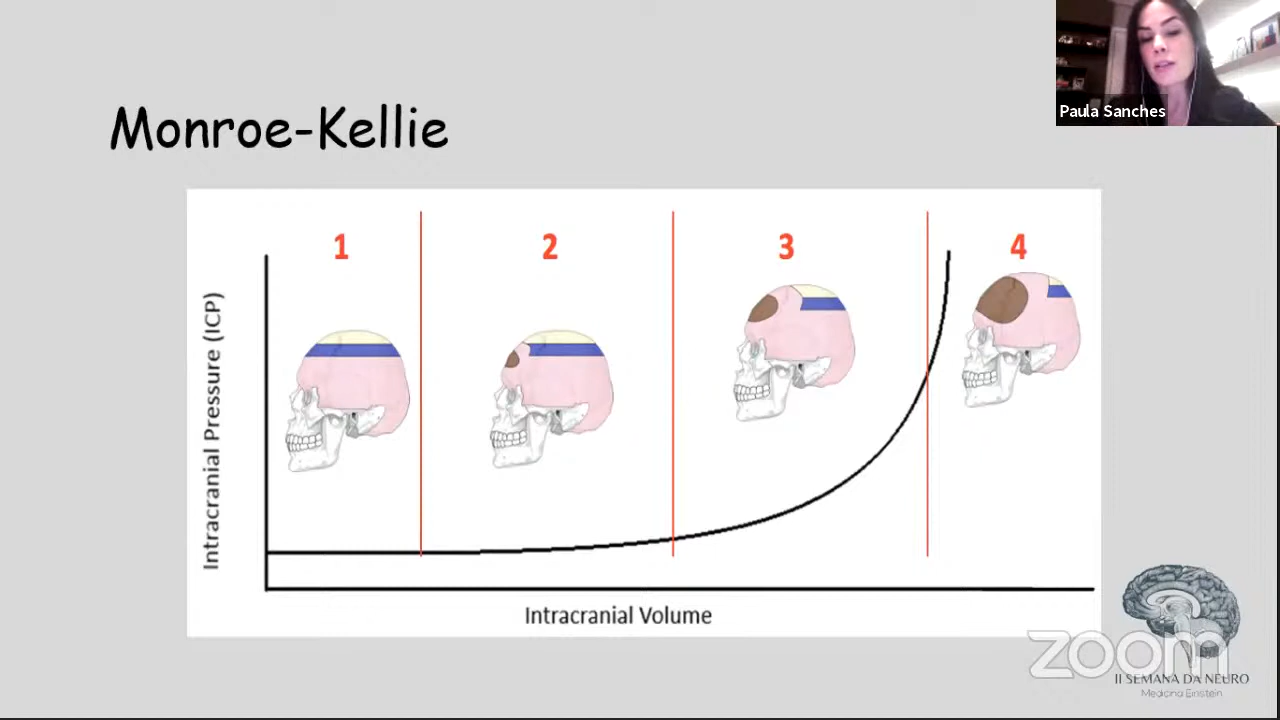 Paula Sanches
Monroe-Kellie
1
2
3
4
Intracranial Pressure (ICP)
Intracranial Volume
zoom
II SEMANA DA NEURO
Medicina Einstein